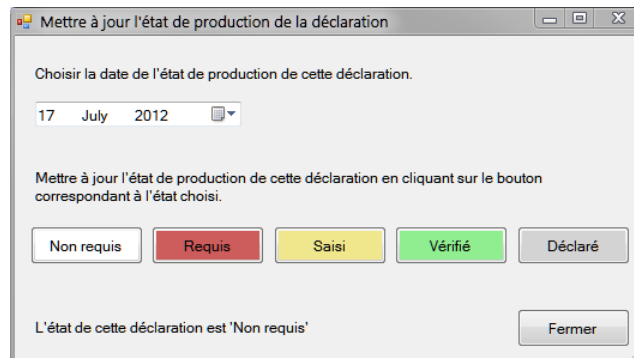 Mettre à jour l'état de production de la déclaration
Choisir la date de l'état de production de cette déclaration.
17 July 2012
Mettre à jour l'état de production de cette déclaration en cliquant sur le bouton
correspondant à l'état choisi.
Non requis Requis Saisi Vérifié Déclaré
L'état de cette déclaration est 'Non requis' Fermer